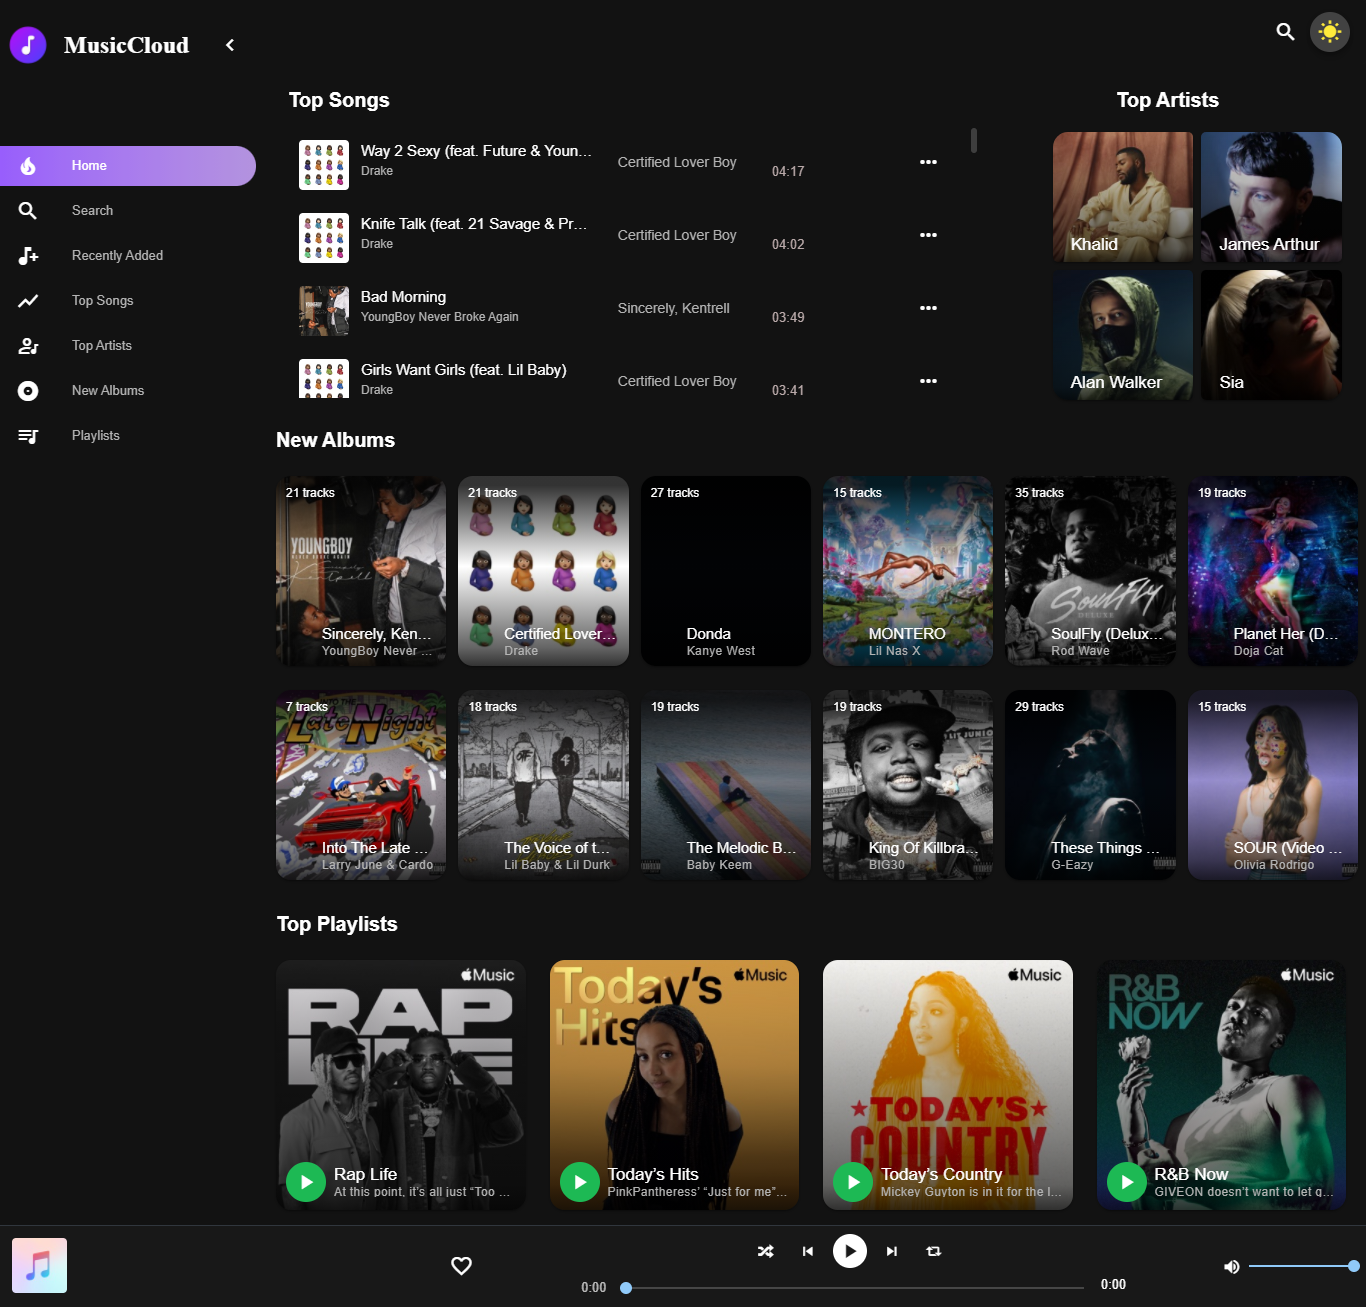 MusicCloud
Home
Search
Recently Added
Top Songs
Top Artists
New Albums
Playlists
Top Songs
Way 2 Sexy (feat. Future & Youn...
Drake
Certified Lover Boy
04:17
Knife Talk (feat. 21 Savage & Pr...
Drake
Certified Lover Boy
04:02
Bad Morning
YoungBoy Never Broke Again
Sincerely, Kentrell
03:49
Girls Want Girls (feat. Lil Baby)
Drake
Certified Lover Boy
03:41
Top Artists
Khalid
James Arthur
Alan Walker
Sia
New Albums
21 tracks
YOUNGBOY
NEVER BROKE AGAIN
Sincerely, Ken...
YoungBoy Never ...
21 tracks
Certified Lover...
Drake
27 tracks
Donda
Kanye West
15 tracks
MONTERO
Lil Nas X
35 tracks
SoulFly
DELUXE
SoulFly (Delux...
Rod Wave
19 tracks
Planet Her (D...
Doja Cat
7 tracks
Late Night
Into The Late ...
Larry June & Cardo
18 tracks
The Voice of t...
Lil Baby & Lil Durk
19 tracks
The Melodic B...
Baby Keem
19 tracks
King Of Killbra...
BIG30
29 tracks
These Things ...
G-Eazy
15 tracks
SOUR (Video ...
Olivia Rodrigo
Top Playlists
Music
RAP
LIFE
Rap Life
At this point, it's all just “Too ...
Music
Today's
Hits
Today’s Hits
PinkPantheress’ “Just for me”...
Music
TODAY'S
COUNTRY
Today’s Country
Mickey Guyton is in it for the l...
Music
R&B
NOW
R&B Now
GIVEON doesn’t want to let g...
0:00
0:00